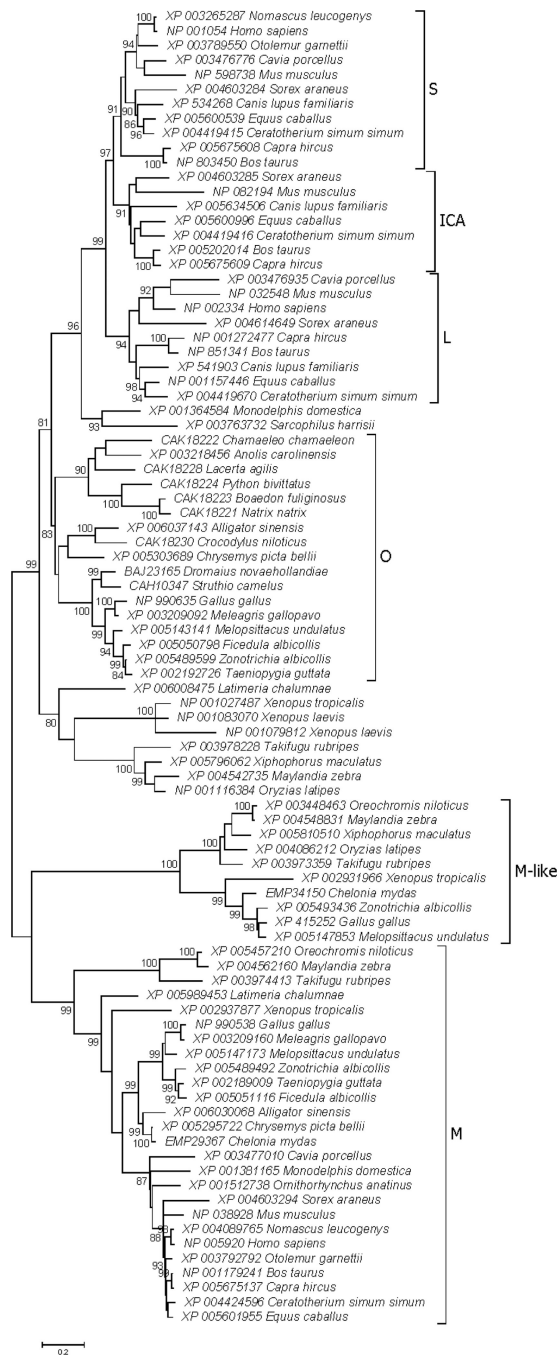 XP 003265287 Nomascus leucogenys
NP 001054 Homo sapiens
XP 003789550 Otolemur garnettii
XP 003476776 Cavia porcellus
NP 598738 Mus musculus
XP 004603284 Sorex araneus
XP 534268 Canis lupus familiaris
XP 005600539 Equus caballus
XP 004419415 Ceratotherium simum simum
XP 005675608 Capra hircus
NP 803450 Bos taurus
S
XP 004603285 Sorex araneus
NP 082194 Mus musculus
XP 005634506 Canis lupus familiaris
XP 005600996 Equus caballus
XP 004419416 Ceratotherium simum simum
XP 005202014 Bos taurus
XP 005675609 Capra hircus
ICA
XP 003476935 Cavia porcellus
NP 032548 Mus musculus
NP 002334 Homo sapiens
XP 004614649 Sorex araneus
NP 001272477 Capra hircus
NP 851341 Bos taurus
XP 541903 Canis lupus familiaris
NP 001157446 Equus caballus
XP 004419670 Ceratotherium simum simum
L
XP 001364584 Monodelphis domestica
XP 003763732 Sarcophilus harrisii
CAK18222 Chamaeleo chamaeleon
XP 003218456 Anolis carolinensis
CAK18228 Lacerta agilis
CAK18224 Python bivittatus
CAK18223 Boaedon fuliginosus
CAK18221 Natrix natrix
XP 006037143 Alligator sinensis
CAK18230 Crocodylus niloticus
XP 005303689 Chrysemys picta bellii
BAJ23165 Dromaius novaehollandiae
CAH10347 Struthio camelus
NP 990635 Gallus gallus
XP 003209092 Meleagris gallopavo
XP 005143141 Melopsittacus undulatus
XP 005050798 Ficedula albicollis
XP 005489599 Zonotrichia albicollis
XP 002192726 Taeniopygia guttata
O
XP 006008475 Latimeria chalumnae
NP 001027487 Xenopus tropicalis
NP 001083070 Xenopus laevis
NP 001079812 Xenopus laevis
XP 003978228 Takifugu rubripes
XP 005796062 Xiphophorus maculatus
XP 004542735 Maylandia zebra
NP 001116384 Oryzias latipes
XP 003448463 Oreochromis niloticus
XP 004548831 Maylandia zebra
XP 005810510 Xiphophorus maculatus
XP 004086212 Oryzias latipes
XP 003973359 Takifugu rubripes
XP 002931966 Xenopus tropicalis
EMP34150 Chelonia mydas
XP 005493436 Zonotrichia albicollis
XP 415252 Gallus gallus
XP 005147853 Melopsittacus undulatus
M-like
XP 005457210 Oreochromis niloticus
XP 004562160 Maylandia zebra
XP 003974413 Takifugu rubripes
XP 005989453 Latimeria chalumnae
XP 002937877 Xenopus tropicalis
NP 990538 Gallus gallus
XP 003209160 Meleagris gallopavo
XP 005147173 Melopsittacus undulatus
XP 005489492 Zonotrichia albicollis
XP 002189009 Taeniopygia guttata
XP 005051116 Ficedula albicollis
XP 006030068 Alligator sinensis
XP 005295722 Chrysemys picta bellii
EMP29367 Chelonia mydas
XP 003477010 Cavia porcellus
XP 001381165 Monodelphis domestica
XP 001512738 Ornithorhynchus anatinus
XP 004603294 Sorex araneus
NP 038928 Mus musculus
XP 004089765 Nomascus leucogenys
NP 005920 Homo sapiens
XP 003792792 Otolemur garnettii
NP 001179241 Bos taurus
XP 005675137 Capra hircus
XP 004424596 Ceratotherium simum simum
XP 005601955 Equus caballus
M
100
94
91
90
86
96
100
97
91
100
99
92
94
100
98
94
96
93
81
90
100
100
83
100
100
100
99
94
99
84
99
80
100
100
99
100
100
100
99
99
98
100
100
99
99
100
99
99
92
99
100
87
88
93
0.2